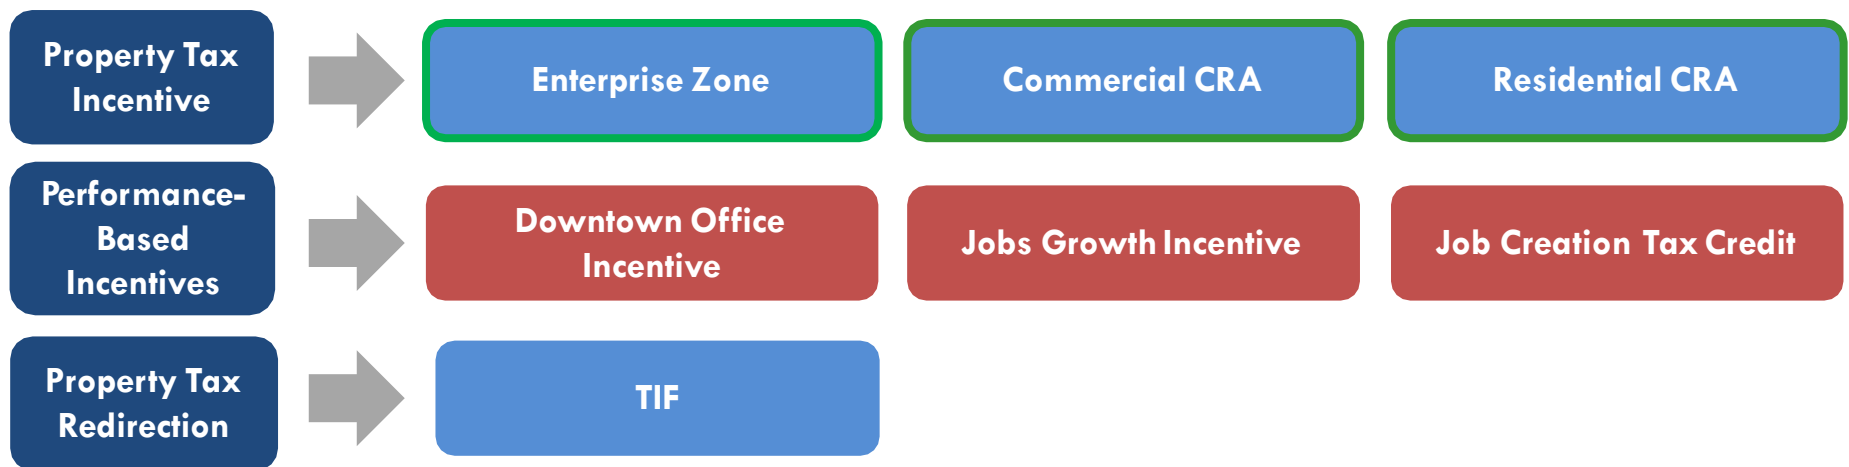 Property Tax
Incentive
Enterprise Zone
Commercial CRA
Residential CRA
Performance-
Based
Incentives
Downtown Office
Incentive
Jobs Growth Incentive
Job Creation Tax Credit
Property Tax
Redirection
TIF